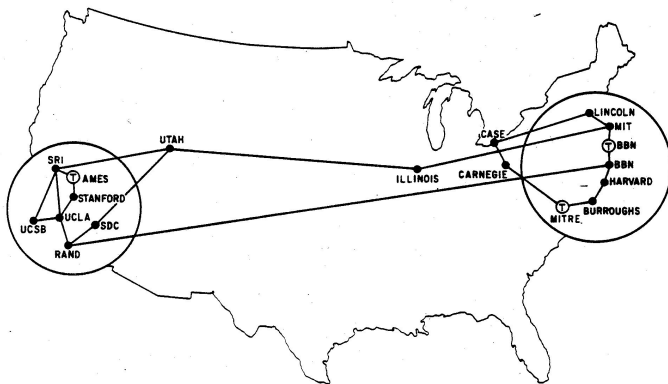 LINCOLN
MIT
CASE
T BBN
UTAH
BBN
SRI
T AMES
ILLINOIS
CARNEGIE
HARVARD
STANFORD
T
BURROUGHS
MITRE
UCLA
SDC
UCSB
RAND